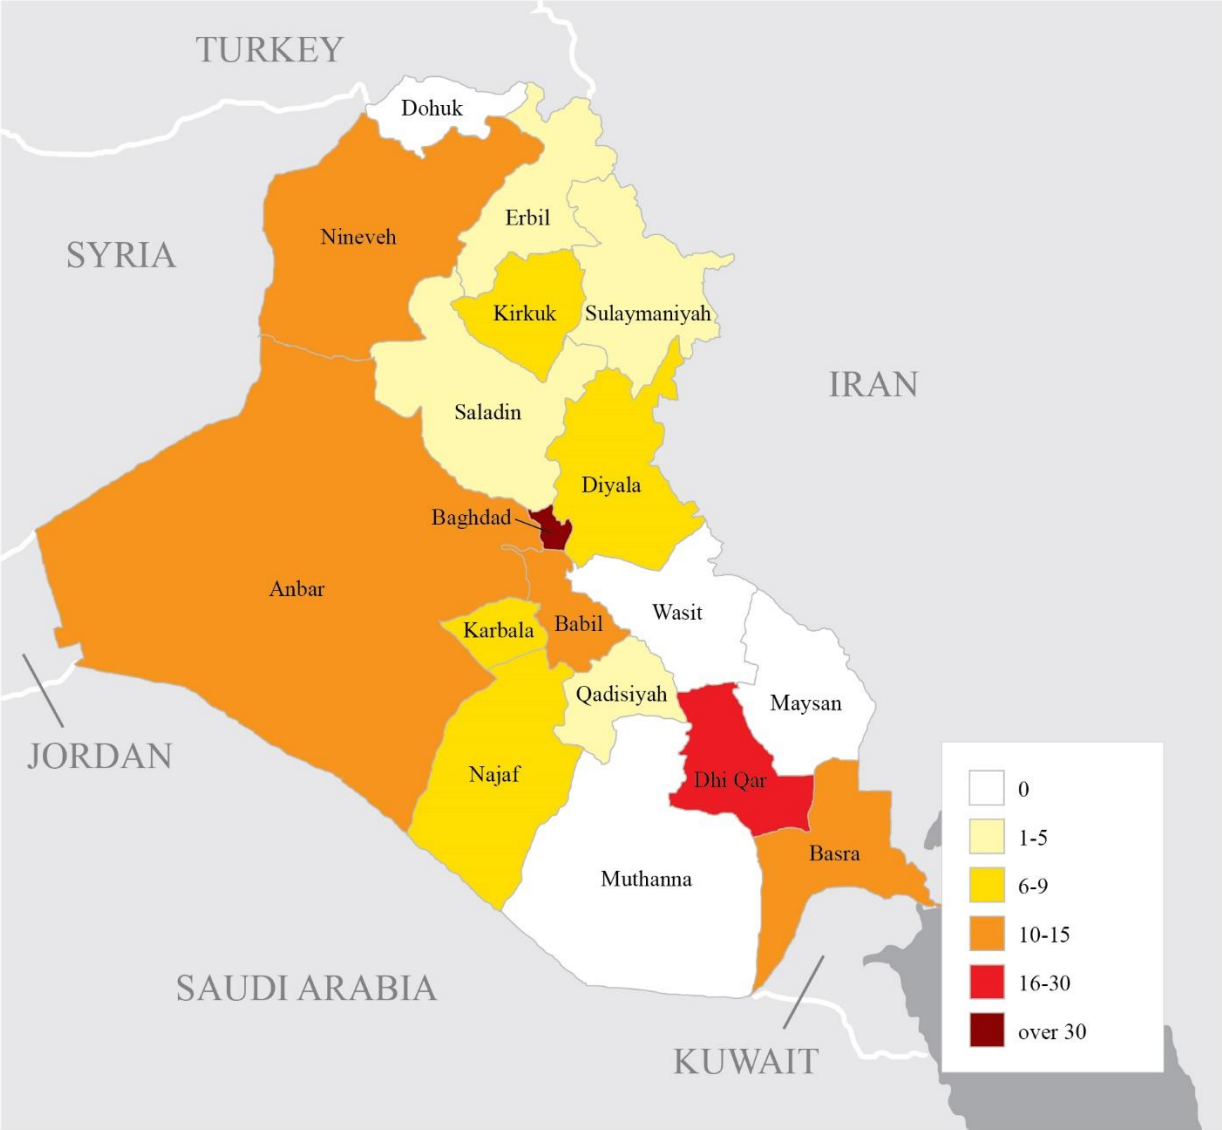 TURKEY
Dohuk
Erbil
Nineveh
SYRIA
Kirkuk
Sulaymaniyah
IRAN
Saladin
Diyala
Baghdad
Anbar
Wasit
Babil
Karbala
Qadisiyah
Maysan
JORDAN
Najaf
Dhi Qar
Basra
Muthanna
SAUDI ARABIA
KUWAIT
0
1-5
6-9
10-15
16-30
over 30